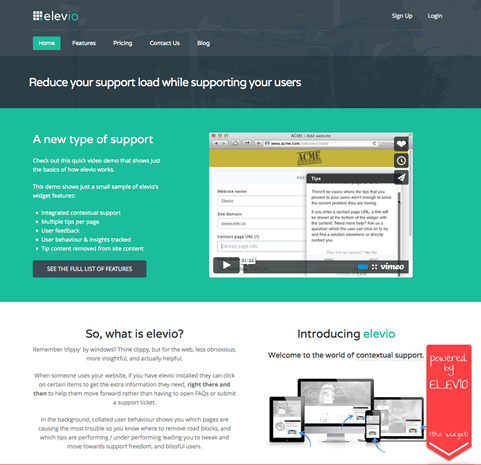 elevio
Sign Up Login
Home Features Pricing Contact Us Blog
Reduce your support load while supporting your users
A new type of support
Check out this quick video demo that shows just
the basics of how elevio works.
This demo shows just a small sample of elevio's
widget features:
Integrated contextual support
Multiple tips per page
User feedback
User behaviour & insights tracked
Tip content removed from site content
SEE THE FULL LIST OF FEATURES
ACME | Add website
www.acme.com/website/create
ACME
Website name
Elevio
Site domain
www.elev.io
Contact page URL (?)
Contact page URL
Tips
There'll be cases where the tips that you
present to your users aren't enough to solve
the current problem they are having.
If you enter a contact page URL, a link will
be shown at the bottom of the widget with
the content: 'Need more help? Ask us a
question' which the user can click on to try
and find a solution elsewhere or directly
contact you.
Was this tip helpful? Yes No
01:22
vimeo
So, what is elevio?
Remember 'clippy' by windows? Think clippy, but for the web, less obnoxious,
more insightful, and actually helpful.
When someone uses your website, if you have elevio installed they can click
on certain items to get the extra information they need, right there and
then to help them move forward rather than having to open FAQs or submit
a support ticket.
In the background, collated user behaviour shows you which pages are
causing the most trouble so you know where to remove road blocks, and
which tips are performing / under performing leading you to tweak and
move towards support freedom, and blissful users.
Introducing elevio
Welcome to the world of contextual support.
powered
by
ELEVIO
(the widget)